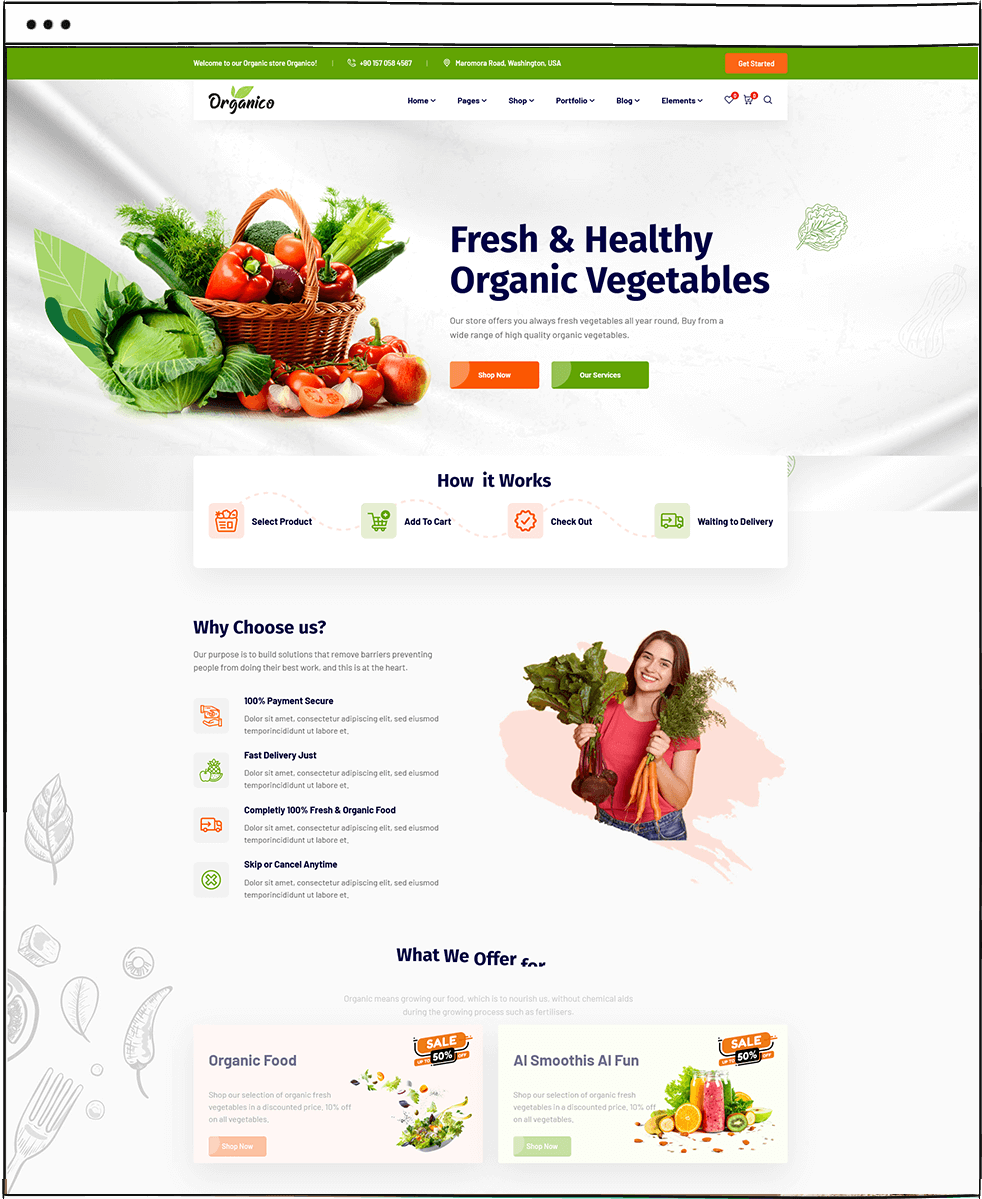 Welcome to our Organic store Organico!
+90 157 058 4567
Maromora Road, Washington, USA
Get Started
Organico
Home
Pages
Shop
Portfolio
Blog
Elements
0
0
Fresh & Healthy
Organic Vegetables
Our store offers you always fresh vegetables all year round, Buy from a
wide range of high quality organic vegetables.
Shop Now
Our Services
How it Works
Select Product
Add To Cart
Check Out
Waiting to Delivery
Why Choose us?
Our purpose is to build solutions that remove barriers preventing
people from doing their best work, and this is at the heart.
100% Payment Secure
Dolor sit amet, consectetur adipiscing elit, sed eiusmod
temporincididunt ut labore et,
Fast Delivery Just
Dolor sit amet, consectetur adipiscing elit, sed eiusmod
temporincididunt ut labore et,
Completly 100% Fresh & Organic Food
Dolor sit amet, consectetur adipiscing elit, sed eiusmod
temporincididunt ut labore et,
Skip or Cancel Anytime
Dolor sit amet, consectetur adipiscing elit, sed eiusmod
temporincididunt ut labore et,
What We Offer for
Organic means growing our food, which is to nourish us, without chemical aids
during the growing process such as fertilisers.
SALE
UP TO 50% OFF
Organic Food
Shop our selection of organic fresh
vegetables in a discounted price, 10% off
on all vegetables.
Shop Now
SALE
UP TO 50% OFF
Al Smoothis Al Fun
Shop our selection of organic fresh
vegetables in a discounted price, 10% off
on all vegetables.
Shop Now